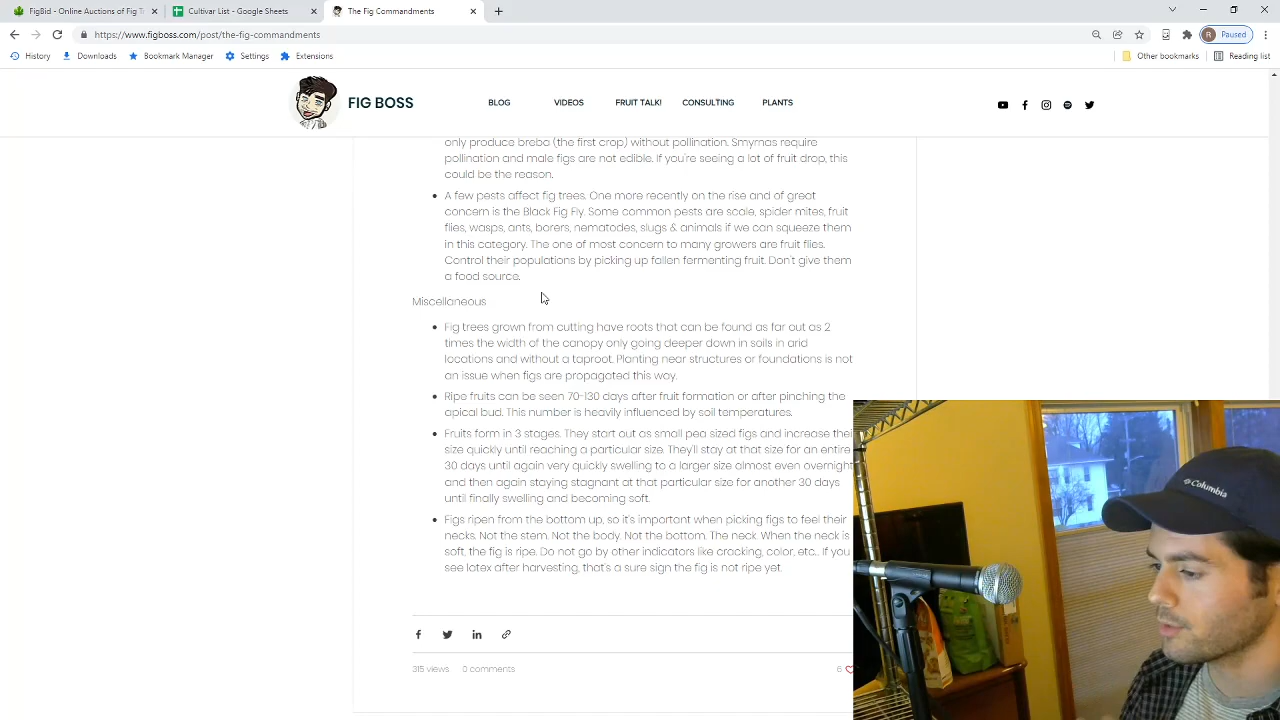 FigBid - Online Auctions of Fig T
Cultivar List - Google Sheets
The Fig Commandments
https://www.figboss.com/post/the-fig-commandments
R Paused
History
Downloads
Bookmark Manager
Settings
Extensions
Other bookmarks
Reading list
FIG BOSS
BLOG
VIDEOS
FRUIT TALK!
CONSULTING
PLANTS
only produce breba (the first crop) without pollination. Smyrnas require
pollination and male figs are not edible. If you're seeing a lot of fruit drop, this
could be the reason.
A few pests affect fig trees. One more recently on the rise and of great
concern is the Black Fig Fly. Some common pests are scale, spider mites, fruit
flies, wasps, ants, borers, nematodes, slugs & animals if we can squeeze them
in this category. The one of most concern to many growers are fruit flies.
Control their populations by picking up fallen fermenting fruit. Don't give them
a food source.
Miscellaneous
Fig trees grown from cutting have roots that can be found as far out as 2
times the width of the canopy only going deeper down in soils in arid
locations and without a taproot. Planting near structures or foundations is not
an issue when figs are propagated this way.
Ripe fruits can be seen 70-130 days after fruit formation or after pinching the
apical bud. This number is heavily influenced by soil temperatures.
Fruits form in 3 stages. They start out as small pea sized figs and increase thei
size quickly until reaching a particular size. They'll stay at that size for an entire
30 days until again very quickly swelling to a larger size almost even overnight
and then again staying stagnant at that particular size for another 30 days
until finally swelling and becoming soft.
Figs ripen from the bottom up, so it's important when picking figs to feel their
necks. Not the stem. Not the body. Not the bottom. The neck. When the neck is
soft, the fig is ripe. Do not go by other indicators like cracking, color, etc... If you
see latex after harvesting, that's a sure sign the fig is not ripe yet.
315 views
0 comments
6
Columbia